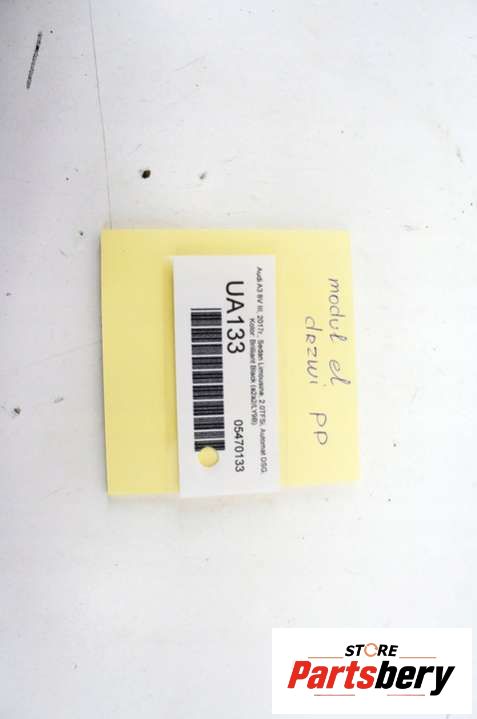 moduł el
drzwi PP
Audi A3 8V III, 2017r., Sedan Limousine, 2.0TFSi, Automat DSG,
Kolor: Brilliant Black (a2a2/LY9B)
UA133
05470133
STORE
Partsbery